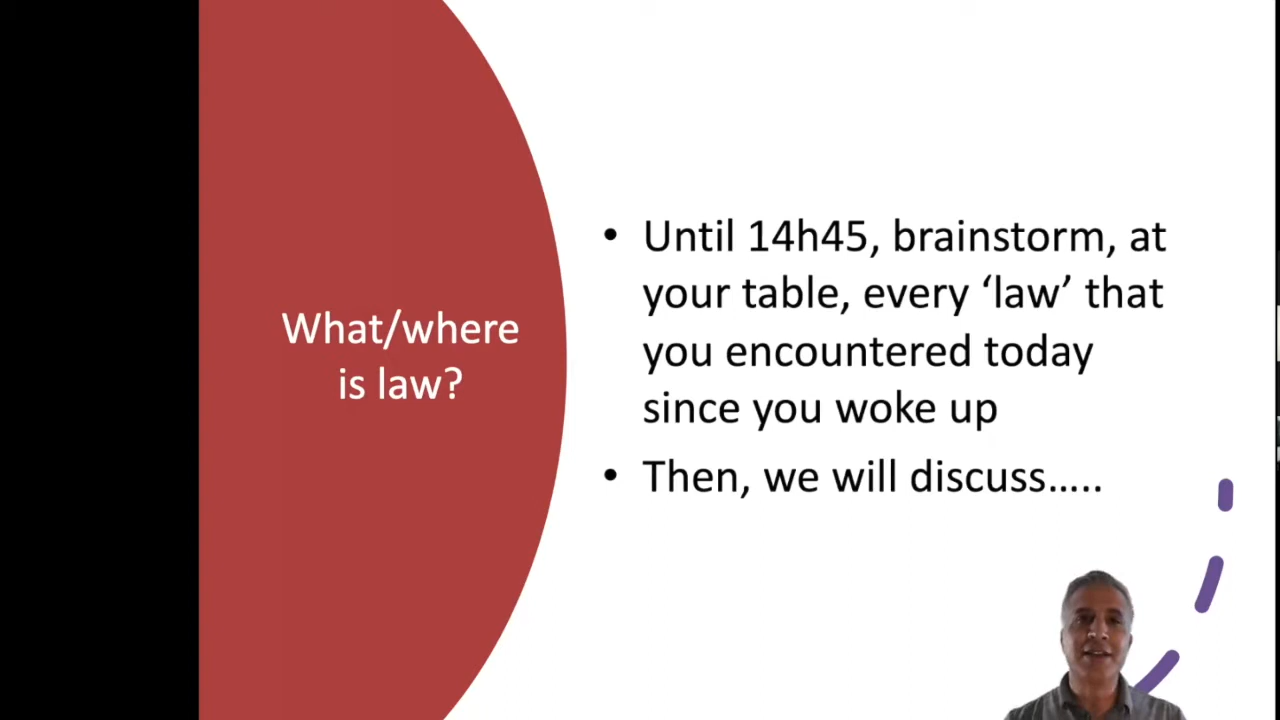 What/where
is law?
• Until 14h45, brainstorm, at
your table, every ‘law’ that
you encountered today
since you woke up
• Then, we will discuss…..